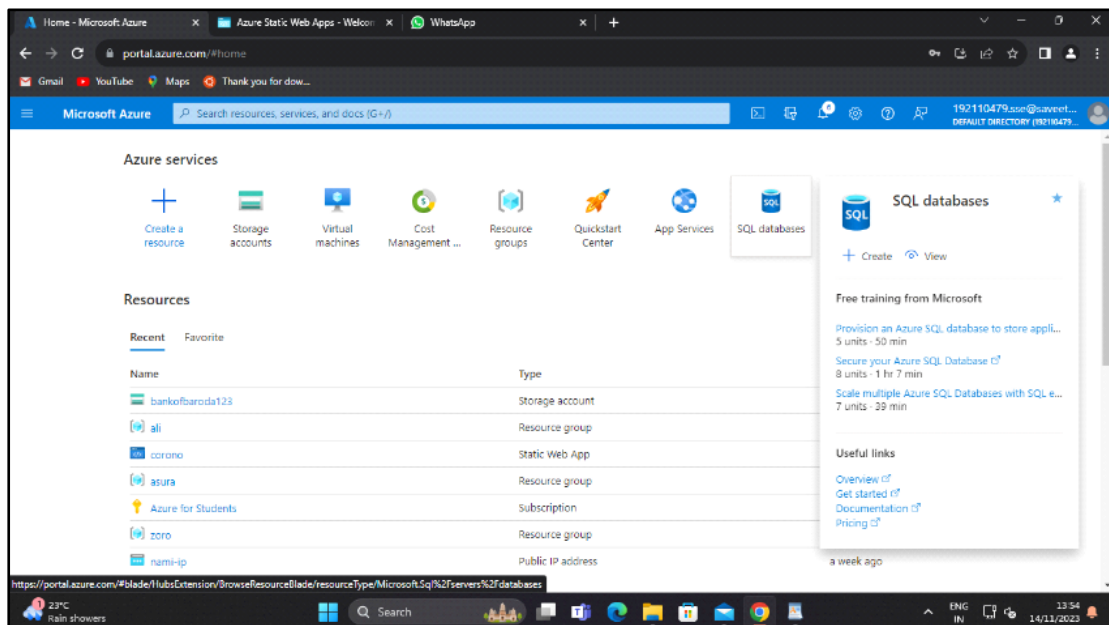 Home - Microsoft Azure
Azure Static Web Apps - Welcom
WhatsApp
portal.azure.com/#home
Gmail YouTube Maps Thank you for dow...
Microsoft Azure
Search resources, services, and docs (G+/)
6
192110479.sse@saveet...
DEFAULT DIRECTORY (192110479...
Azure services
Create a resource
Storage accounts
Virtual machines
Cost Management ...
Resource groups
Quickstart Center
App Services
SQL
SQL databases
SQL
SQL databases
Create View
Free training from Microsoft
Provision an Azure SQL database to store appli...
5 units · 50 min
Secure your Azure SQL Database
8 units · 1 hr 7 min
Scale multiple Azure SQL Databases with SQL e...
7 units · 39 min
Useful links
Overview
Get started
Documentation
Pricing
Resources
Recent Favorite
Name Type
bankofbaroda123 Storage account
ali Resource group
corono Static Web App
asura Resource group
Azure for Students Subscription
zoro Resource group
nami-ip Public IP address a week ago
https://portal.azure.com/#blade/HubsExtension/BrowseResourceBlade/resourceType/Microsoft.Sql%2Fservers%2Fdatabases
1
23°C
Rain showers
Search
ENG
IN
13:54
14/11/2023